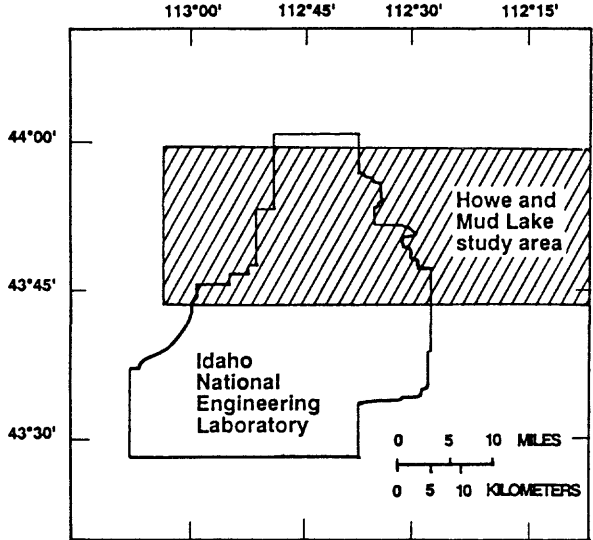 113°00' 112°45' 112°30' 112°15'
44°00'
Howe and
Mud Lake
study area
43°45'
Idaho
National
Engineering
Laboratory
43°30'
0 5 10 MILES
0 5 10 KILOMETERS